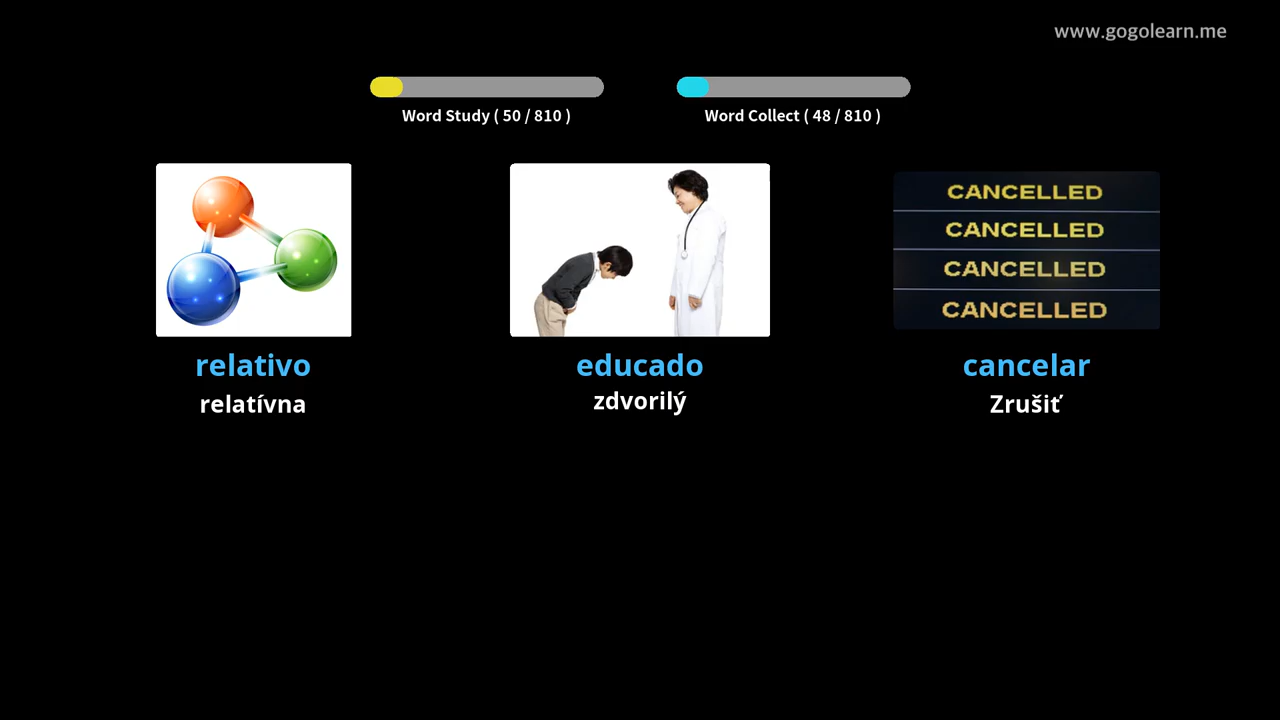 www.gogolearn.me
Word Study ( 50 / 810 )
Word Collect ( 48 / 810 )
CANCELLED
CANCELLED
CANCELLED
CANCELLED
relativo
educado
cancelar
relatívna
zdvorilý
Zrušiť